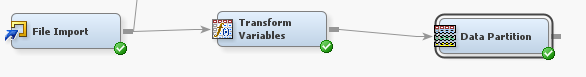 File Import
Transform
Variables
Data Partition